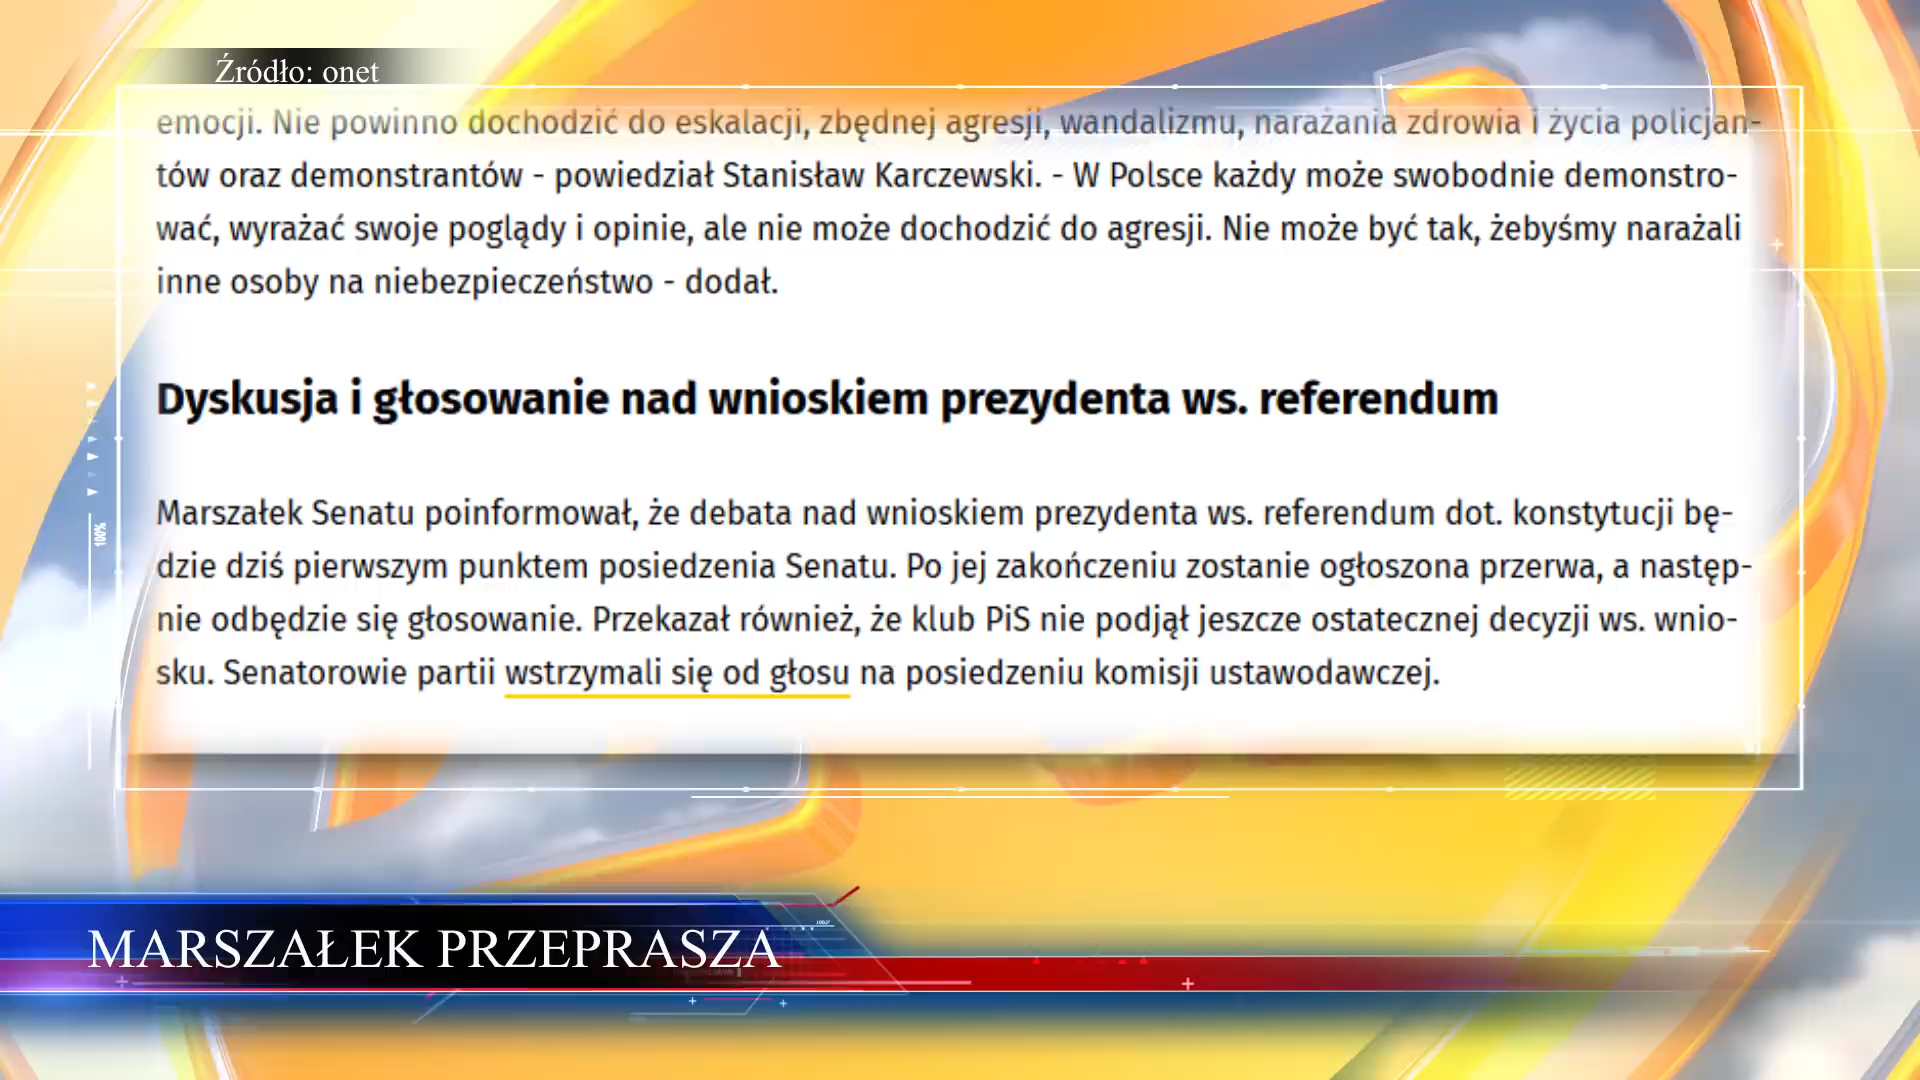 Źródło: onet
emocji. Nie powinno dochodzić do eskalacji, zbędnej agresji, wandalizmu, narażania zdrowia i życia policjan-
tów oraz demonstrantów - powiedział Stanisław Karczewski. - W Polsce każdy może swobodnie demonstro-
wać, wyrażać swoje poglądy i opinie, ale nie może dochodzić do agresji. Nie może być tak, żebyśmy narażali
inne osoby na niebezpieczeństwo - dodał.
Dyskusja i głosowanie nad wnioskiem prezydenta ws. referendum
Marszałek Senatu poinformował, że debata nad wnioskiem prezydenta ws. referendum dot. konstytucji bę-
dzie dziś pierwszym punktem posiedzenia Senatu. Po jej zakończeniu zostanie ogłoszona przerwa, a następ-
nie odbędzie się głosowanie. Przekazał również, że klub PiS nie podjął jeszcze ostatecznej decyzji ws. wnio-
sku. Senatorowie partii wstrzymali się od głosu na posiedzeniu komisji ustawodawczej.
100%
MARSZAŁEK PRZEPRASZA